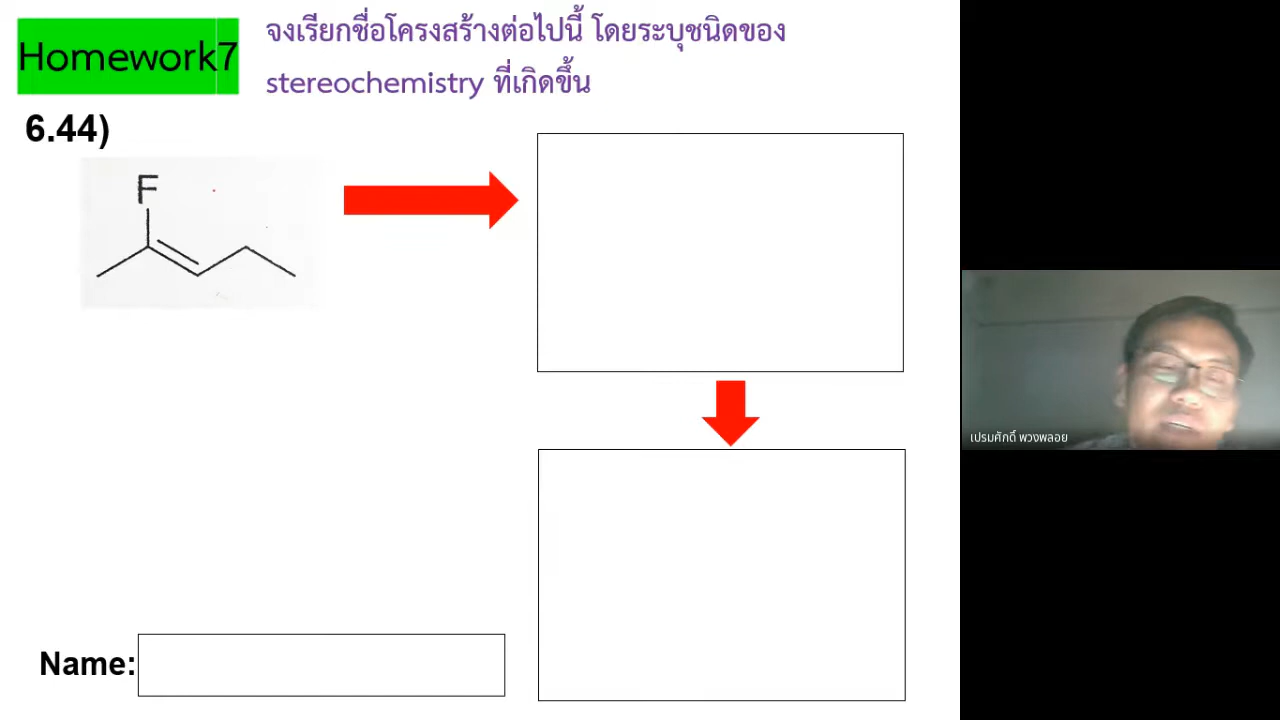 Homework7
จงเรียกชื่อโครงสร้างต่อไปนี้ โดยระบุชนิดของ
stereochemistry ที่เกิดขึ้น
6.44)
F
เปรมศักดิ์ พวงพลอย
Name: